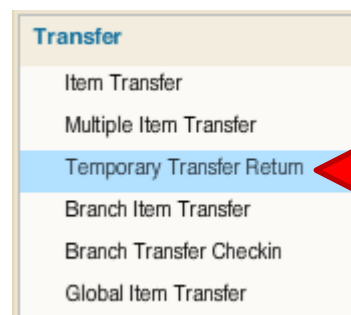 Transfer
Item Transfer
Multiple Item Transfer
Temporary Transfer Return
Branch Item Transfer
Branch Transfer Checkin
Global Item Transfer